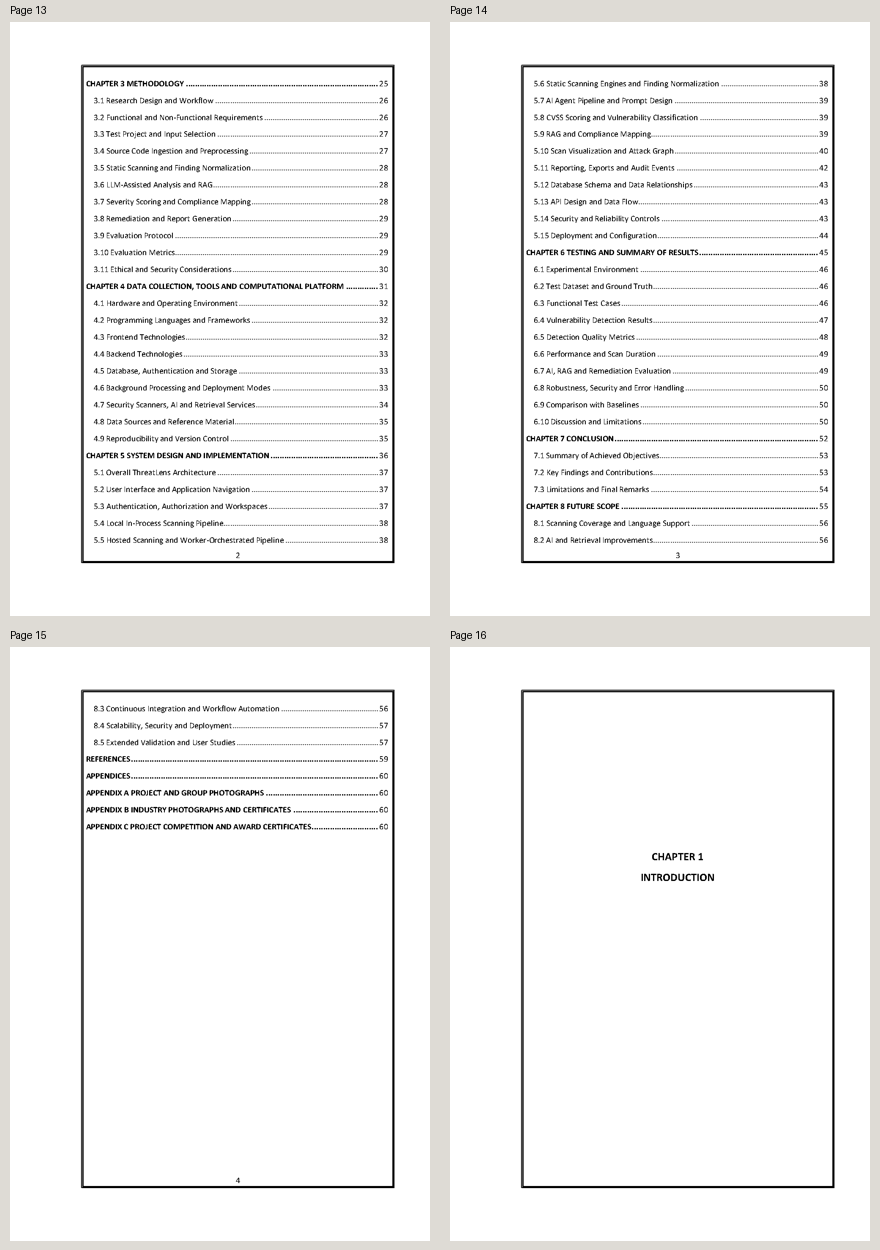 Page 13
CHAPTER 3 METHODOLOGY 25
3.1 Research Design and Workflow 26
3.2 Functional and Non-Functional Requirements 26
3.3 Test Project and Input Selection 27
3.4 Source Code Ingestion and Preprocessing 27
3.5 Static Scanning and Finding Normalization 28
3.6 LLM-Assisted Analysis and RAG 28
3.7 Severity Scoring and Compliance Mapping 28
3.8 Remediation and Report Generation 29
3.9 Evaluation Protocol 29
3.10 Evaluation Metrics 29
3.11 Ethical and Security Considerations 30
CHAPTER 4 DATA COLLECTION, TOOLS AND COMPUTATIONAL PLATFORM 31
4.1 Hardware and Operating Environment 32
4.2 Programming Languages and Frameworks 32
4.3 Frontend Technologies 32
4.4 Backend Technologies 33
4.5 Database, Authentication and Storage 33
4.6 Background Processing and Deployment Modes 33
4.7 Security Scanners, AI and Retrieval Services 34
4.8 Data Sources and Reference Material 35
4.9 Reproducibility and Version Control 35
CHAPTER 5 SYSTEM DESIGN AND IMPLEMENTATION 36
5.1 Overall ThreatLens Architecture 37
5.2 User Interface and Application Navigation 37
5.3 Authentication, Authorization and Workspaces 37
5.4 Local In-Process Scanning Pipeline 38
5.5 Hosted Scanning and Worker-Orchestrated Pipeline 38
2
Page 14
5.6 Static Scanning Engines and Finding Normalization 38
5.7 AI Agent Pipeline and Prompt Design 39
5.8 CVSS Scoring and Vulnerability Classification 39
5.9 RAG and Compliance Mapping 39
5.10 Scan Visualization and Attack Graph 40
5.11 Reporting, Exports and Audit Events 42
5.12 Database Schema and Data Relationships 43
5.13 API Design and Data Flow 43
5.14 Security and Reliability Controls 43
5.15 Deployment and Configuration 44
CHAPTER 6 TESTING AND SUMMARY OF RESULTS 45
6.1 Experimental Environment 46
6.2 Test Dataset and Ground Truth 46
6.3 Functional Test Cases 46
6.4 Vulnerability Detection Results 47
6.5 Detection Quality Metrics 48
6.6 Performance and Scan Duration 49
6.7 AI, RAG and Remediation Evaluation 49
6.8 Robustness, Security and Error Handling 50
6.9 Comparison with Baselines 50
6.10 Discussion and Limitations 50
CHAPTER 7 CONCLUSION 52
7.1 Summary of Achieved Objectives 53
7.2 Key Findings and Contributions 53
7.3 Limitations and Final Remarks 54
CHAPTER 8 FUTURE SCOPE 55
8.1 Scanning Coverage and Language Support 56
8.2 AI and Retrieval Improvements 56
3
Page 15
8.3 Continuous Integration and Workflow Automation 56
8.4 Scalability, Security and Deployment 57
8.5 Extended Validation and User Studies 57
REFERENCES 59
APPENDICES 60
APPENDIX A PROJECT AND GROUP PHOTOGRAPHS 60
APPENDIX B INDUSTRY PHOTOGRAPHS AND CERTIFICATES 60
APPENDIX C PROJECT COMPETITION AND AWARD CERTIFICATES 60
4
Page 16
CHAPTER 1
INTRODUCTION